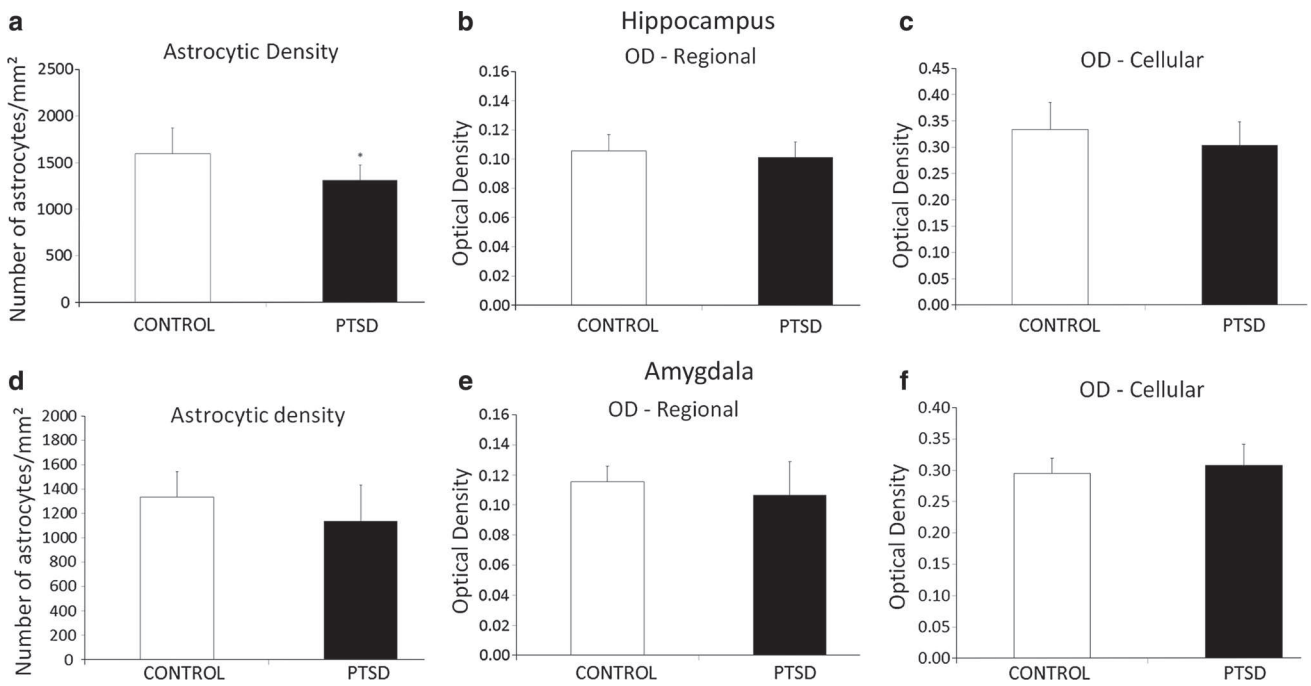 a
Astrocytic Density
Number of astrocytes/mm²
2500
2000
1500
1000
500
0
*
CONTROL PTSD
b
Hippocampus
OD - Regional
Optical Density
0.16
0.14
0.12
0.10
0.08
0.06
0.04
0.02
0.00
CONTROL PTSD
c
OD - Cellular
Optical Density
0.45
0.40
0.35
0.30
0.25
0.20
0.15
0.10
0.05
0.00
CONTROL PTSD
d
Astrocytic density
Number of astrocytes/mm²
2000
1800
1600
1400
1200
1000
800
600
400
200
0
CONTROL PTSD
e
Amygdala
OD - Regional
Optical Density
0.16
0.14
0.12
0.10
0.08
0.06
0.04
0.02
0.00
CONTROL PTSD
f
OD - Cellular
Optical Density
0.40
0.35
0.30
0.25
0.20
0.15
0.10
0.05
0.00
CONTROL PTSD